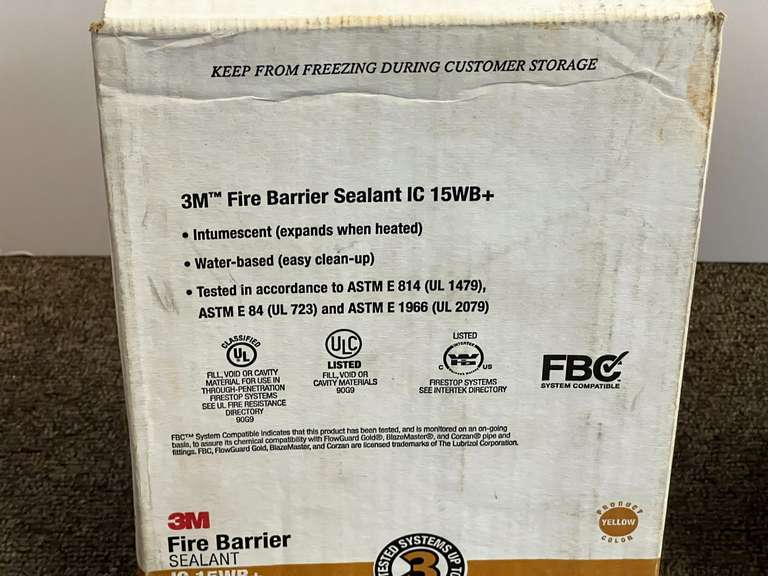 KEEP FROM FREEZING DURING CUSTOMER STORAGE
3M™ Fire Barrier Sealant IC 15WB+
• Intumescent (expands when heated)
• Water-based (easy clean-up)
• Tested in accordance to ASTM E 814 (UL 1479),
ASTM E 84 (UL 723) and ASTM E 1966 (UL 2079)
CLASSIFIED
UL
FILL, VOID OR CAVITY
MATERIAL FOR USE IN
THROUGH-PENETRATION
FIRESTOP SYSTEMS
SEE UL FIRE RESISTANCE
DIRECTORY
90G9
ULC
LISTED
FILL, VOID OR
CAVITY MATERIALS
90G9
LISTED
INTERTEK
C US
FIRESTOP SYSTEMS
SEE INTERTEK DIRECTORY
FBC
SYSTEM COMPATIBLE
FBC™ System Compatible indicates that this product has been tested, and is monitored on an on-going
basis, to assure its chemical compatibility with FlowGuard Gold®, BlazeMaster®, and Corzan® pipe and
fittings. FBC, FlowGuard Gold, BlazeMaster, and Corzan are licensed trademarks of The Lubrizol Corporation.
3M
Fire Barrier
SEALANT
IC 15WB+
TESTED SYSTEMS UP TO
3
PRODUCT
YELLOW
COLOR